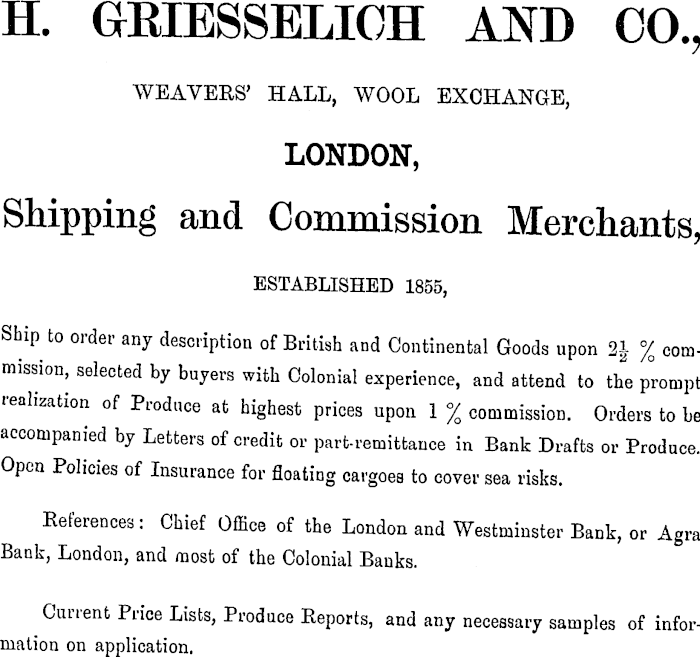 H. GRIESSELICH AND CO.,
WEAVERS' HALL, WOOL EXCHANGE,
LONDON,
Shipping and Commission Merchants,
ESTABLISHED 1855,
Ship to order any description of British and Continental Goods upon 2½ % com-
mission, selected by buyers with Colonial experience, and attend to the prompt
realization of Produce at highest prices upon 1 % commission. Orders to be
accompanied by Letters of credit or part-remittance in Bank Drafts or Produce.
Open Policies of Insurance for floating cargoes to cover sea risks.
References: Chief Office of the London and Westminster Bank, or Agra
Bank, London, and most of the Colonial Banks.
Current Price Lists, Produce Reports, and any necessary samples of infor-
mation on application.